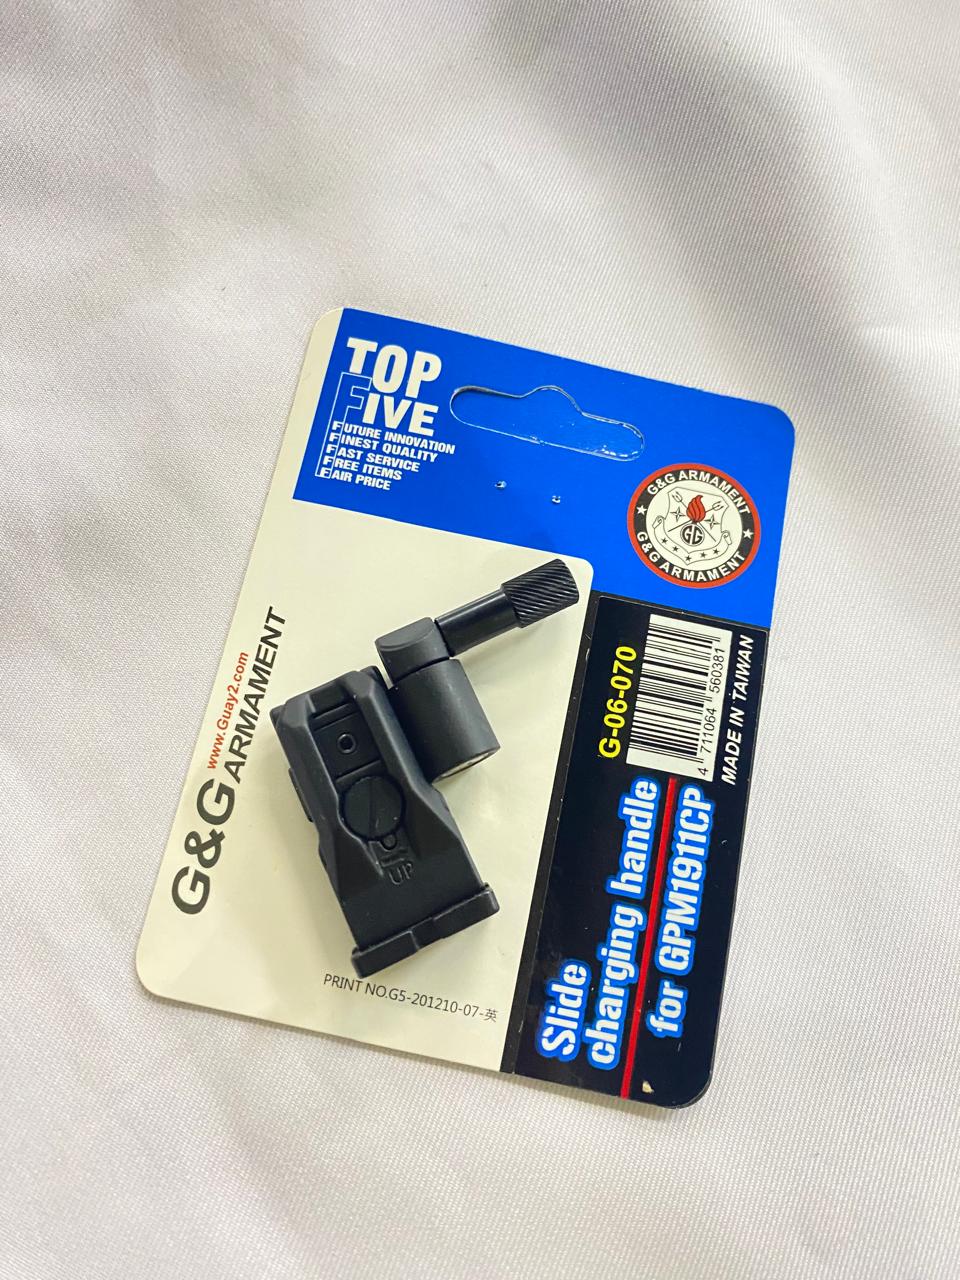 TOP
FIVE
FUTURE INNOVATION
FINEST QUALITY
FAST SERVICE
FREE ITEMS
FAIR PRICE
G&G ARMAMENT
GG
G&G ARMAMENT
www.Guay2.com
G&G ARMAMENT
UP
PRINT NO.G5-201210-07-英
G-06-070
4 711064 560381
MADE IN TAIWAN
Slide
charging handle
for GPM1911CP